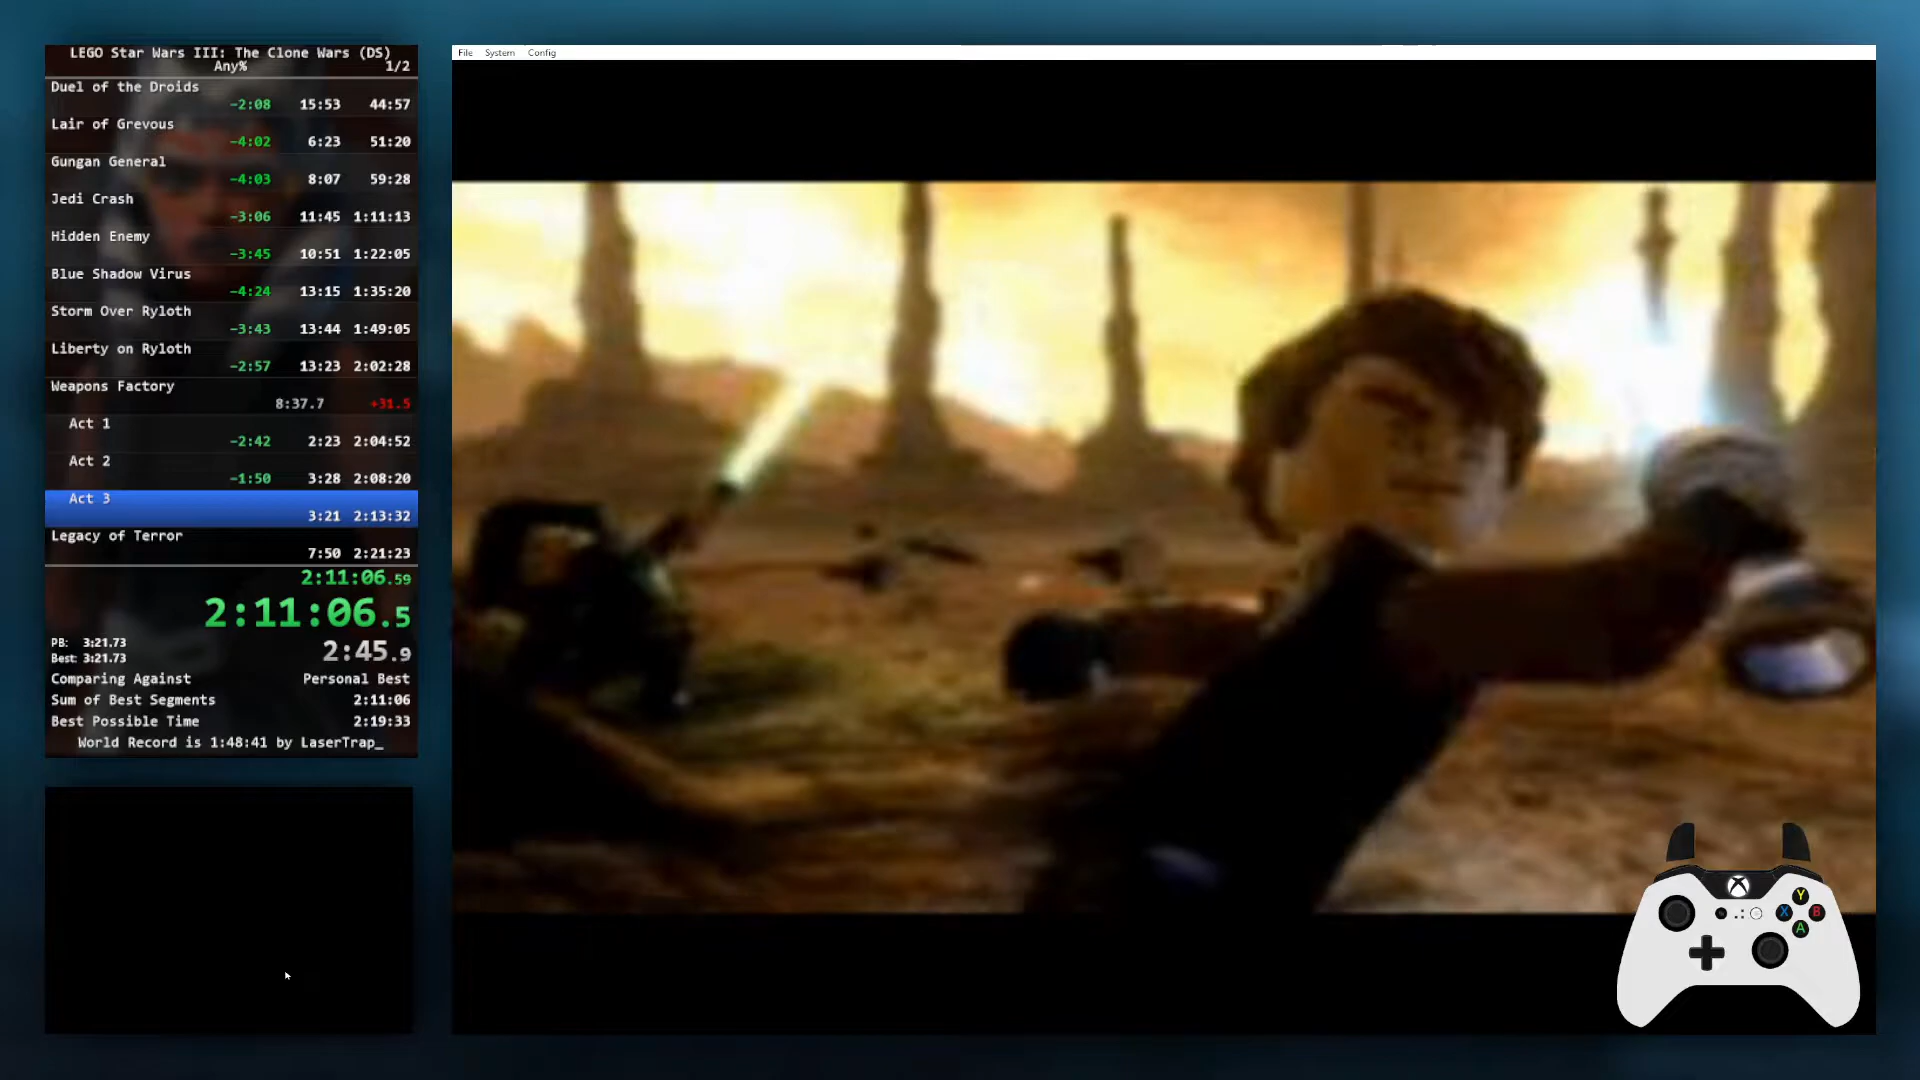 LEGO Star Wars III: The Clone Wars (DS)
Any% 1/2
Duel of the Droids
-2:08 15:53 44:57
Lair of Grevous
-4:02 6:23 51:20
Gungan General
-4:03 8:07 59:28
Jedi Crash
-3:06 11:45 1:11:13
Hidden Enemy
-3:45 10:51 1:22:05
Blue Shadow Virus
-4:24 13:15 1:35:20
Storm Over Ryloth
-3:43 13:44 1:49:05
Liberty on Ryloth
-2:57 13:23 2:02:28
Weapons Factory
8:37.7 +31.5
Act 1
-2:42 2:23 2:04:52
Act 2
-1:50 3:28 2:08:20
Act 3
3:21 2:13:32
Legacy of Terror
7:50 2:21:23
2:11:06.59
2:11:06.5
PB: 3:21.73
Best: 3:21.73
2:45.9
Comparing Against Personal Best
Sum of Best Segments 2:11:06
Best Possible Time 2:19:33
World Record is 1:48:41 by LaserTrap_
File System Config
Y
X B
A